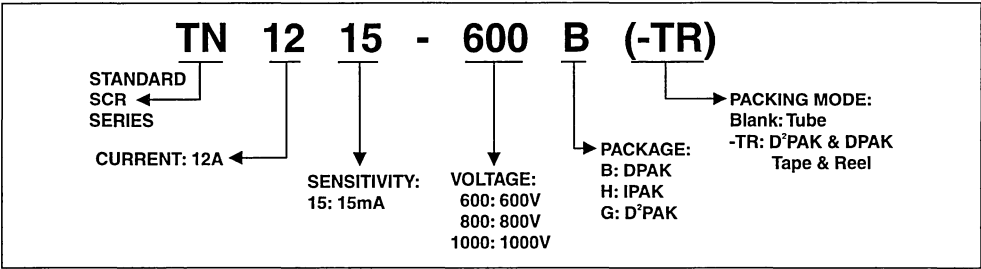 TN 12 15 - 600 B (-TR)
STANDARD
SCR
SERIES
CURRENT: 12A
SENSITIVITY:
15: 15mA
VOLTAGE:
600: 600V
800: 800V
1000: 1000V
PACKAGE:
B: DPAK
H: IPAK
G: D²PAK
PACKING MODE:
Blank: Tube
-TR: D²PAK & DPAK
Tape & Reel